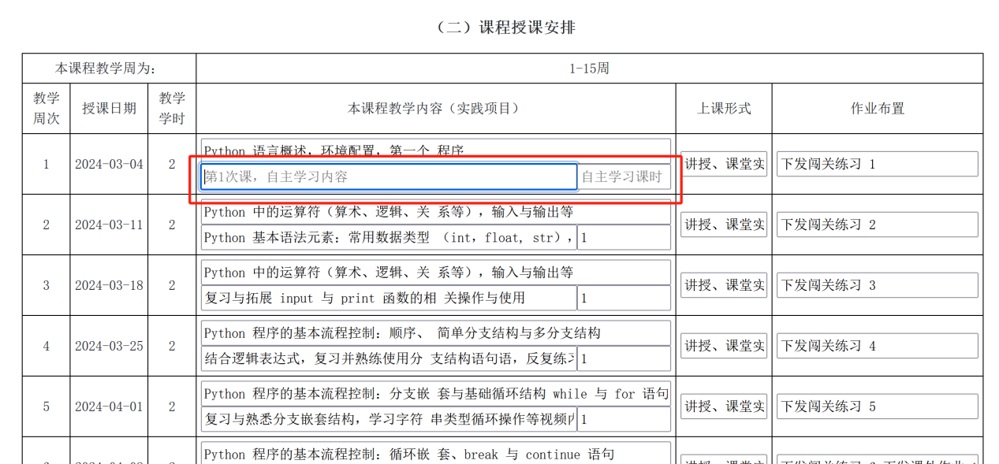 （二）课程授课安排
本课程教学周为： 1-15周
教学周次 授课日期 教学学时 本课程教学内容（实践项目） 上课形式 作业布置
Python 语言概述，环境配置，第一个 程序
1 2024-03-04 2 第1次课，自主学习内容 自主学习课时 讲授、课堂实 下发闯关练习 1
Python 中的运算符（算术、逻辑、关 系等），输入与输出等
2 2024-03-11 2 Python 基本语法元素：常用数据类型 （int，float, str）， 1 讲授、课堂实 下发闯关练习 2
Python 中的运算符（算术、逻辑、关 系等），输入与输出等
3 2024-03-18 2 复习与拓展 input 与 print 函数的相 关操作与使用 1 讲授、课堂实 下发闯关练习 3
Python 程序的基本流程控制：顺序、 简单分支结构与多分支结构
4 2024-03-25 2 结合逻辑表达式，复习并熟练使用分 支结构语句语，反复练 1 讲授、课堂实 下发闯关练习 4
Python 程序的基本流程控制：分支嵌 套与基础循环结构 while 与 for 语句
5 2024-04-01 2 复习与熟悉分支嵌套结构，学习字符 串类型循环操作等视频 1 讲授、课堂实 下发闯关练习 5
Python 程序的基本流程控制：循环嵌 套、break 与 continue 语句